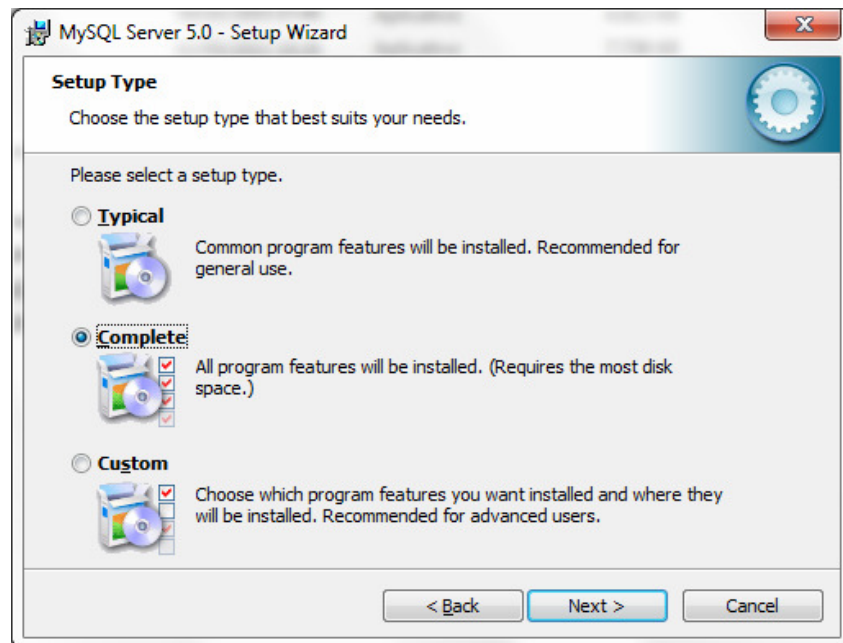 MySQL Server 5.0 - Setup Wizard
Setup Type
Choose the setup type that best suits your needs.
Please select a setup type.
Typical
Common program features will be installed. Recommended for
general use.
Complete
All program features will be installed. (Requires the most disk
space.)
Custom
Choose which program features you want installed and where they
will be installed. Recommended for advanced users.
< Back
Next >
Cancel